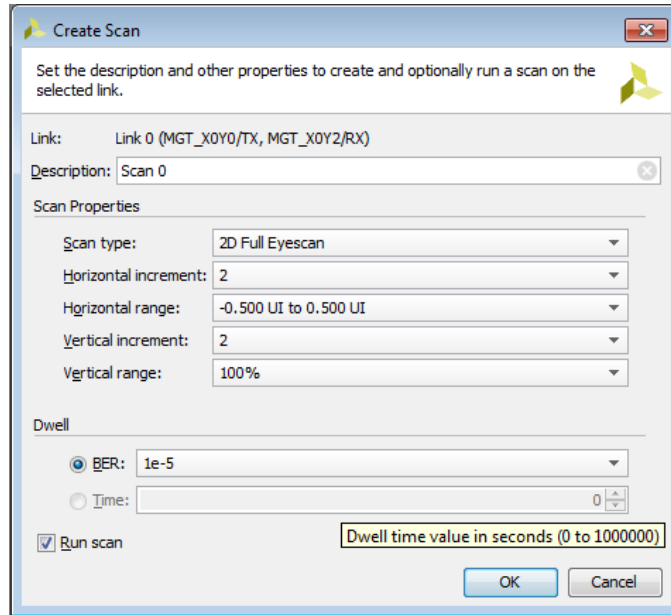 Create Scan
Set the description and other properties to create and optionally run a scan on the
selected link.
Link: Link 0 (MGT_X0Y0/TX, MGT_X0Y2/RX)
Description: Scan 0
Scan Properties
Scan type: 2D Full Eyescan
Horizontal increment: 2
Horizontal range: -0.500 UI to 0.500 UI
Vertical increment: 2
Vertical range: 100%
Dwell
BER: 1e-5
Time: 0
Run scan
Dwell time value in seconds (0 to 1000000)
OK Cancel